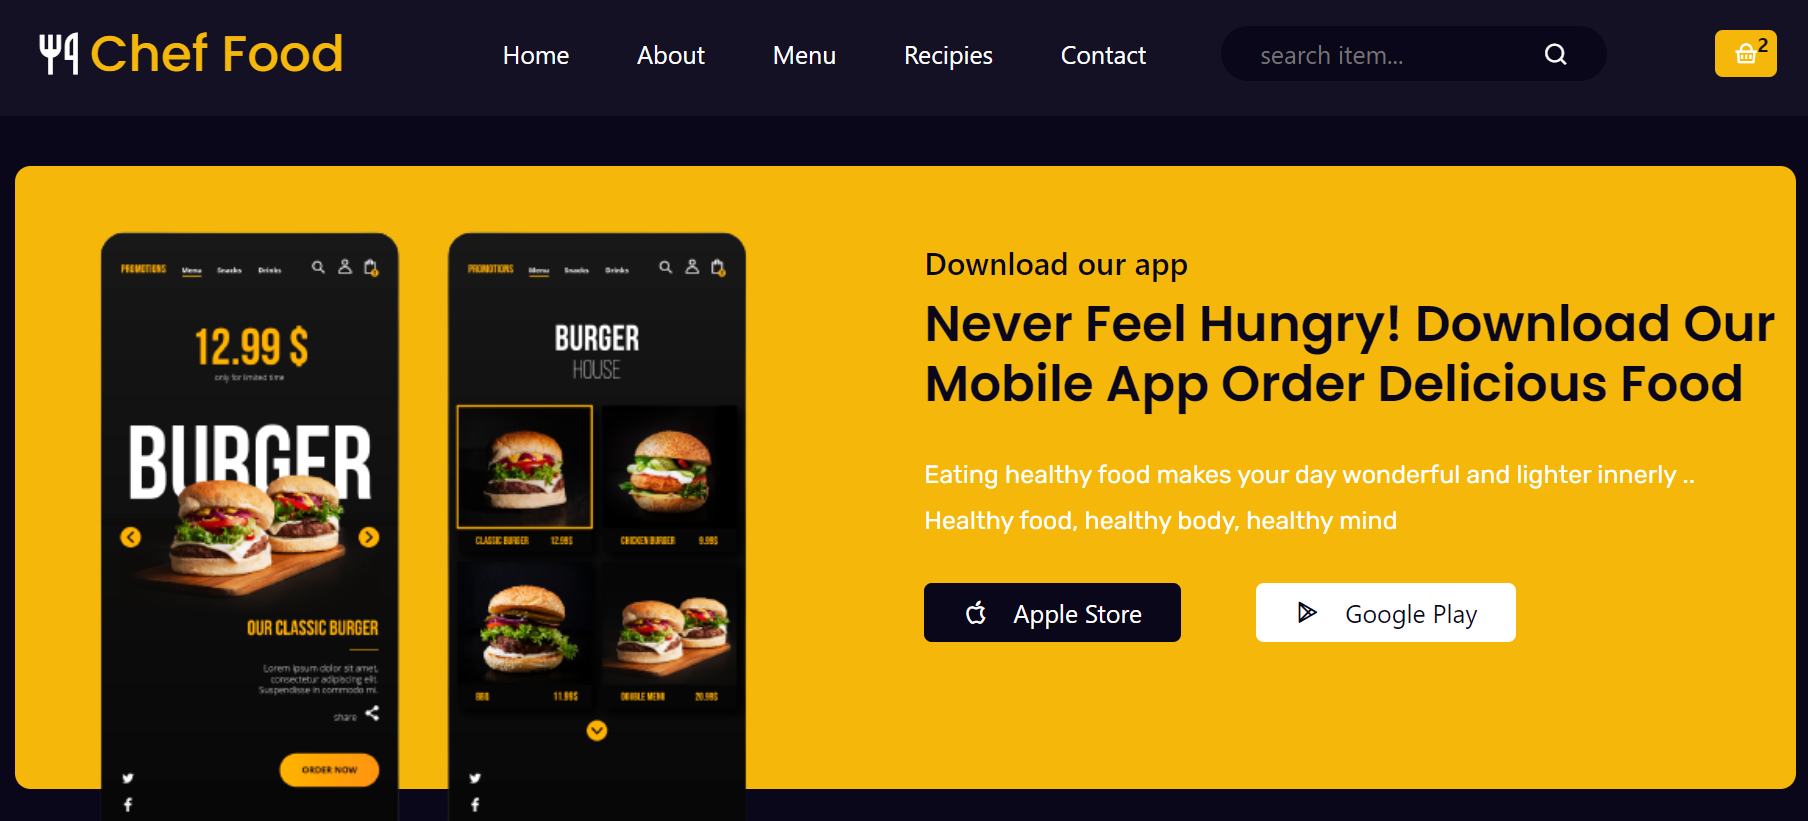 Chef Food
Home
About
Menu
Recipies
Contact
search item...
2
PROMOTIONS
Menu
Snacks
Drinks
12.99 $
only for limited time
BURGER
OUR CLASSIC BURGER
Lorem ipsum dolor sit amet,
consectetur adipiscing elit.
Suspendisse in commodo mi.
share
ORDER NOW
PROMOTIONS
Menu
Snacks
Drinks
BURGER
HOUSE
CLASSIC BURGER 12.99$
CHICKEN BURGER 9.99$
BBQ 11.99$
DOUBLE MENU 20.99$
Download our app
Never Feel Hungry! Download Our
Mobile App Order Delicious Food
Eating healthy food makes your day wonderful and lighter innerly ..
Healthy food, healthy body, healthy mind
Apple Store
Google Play